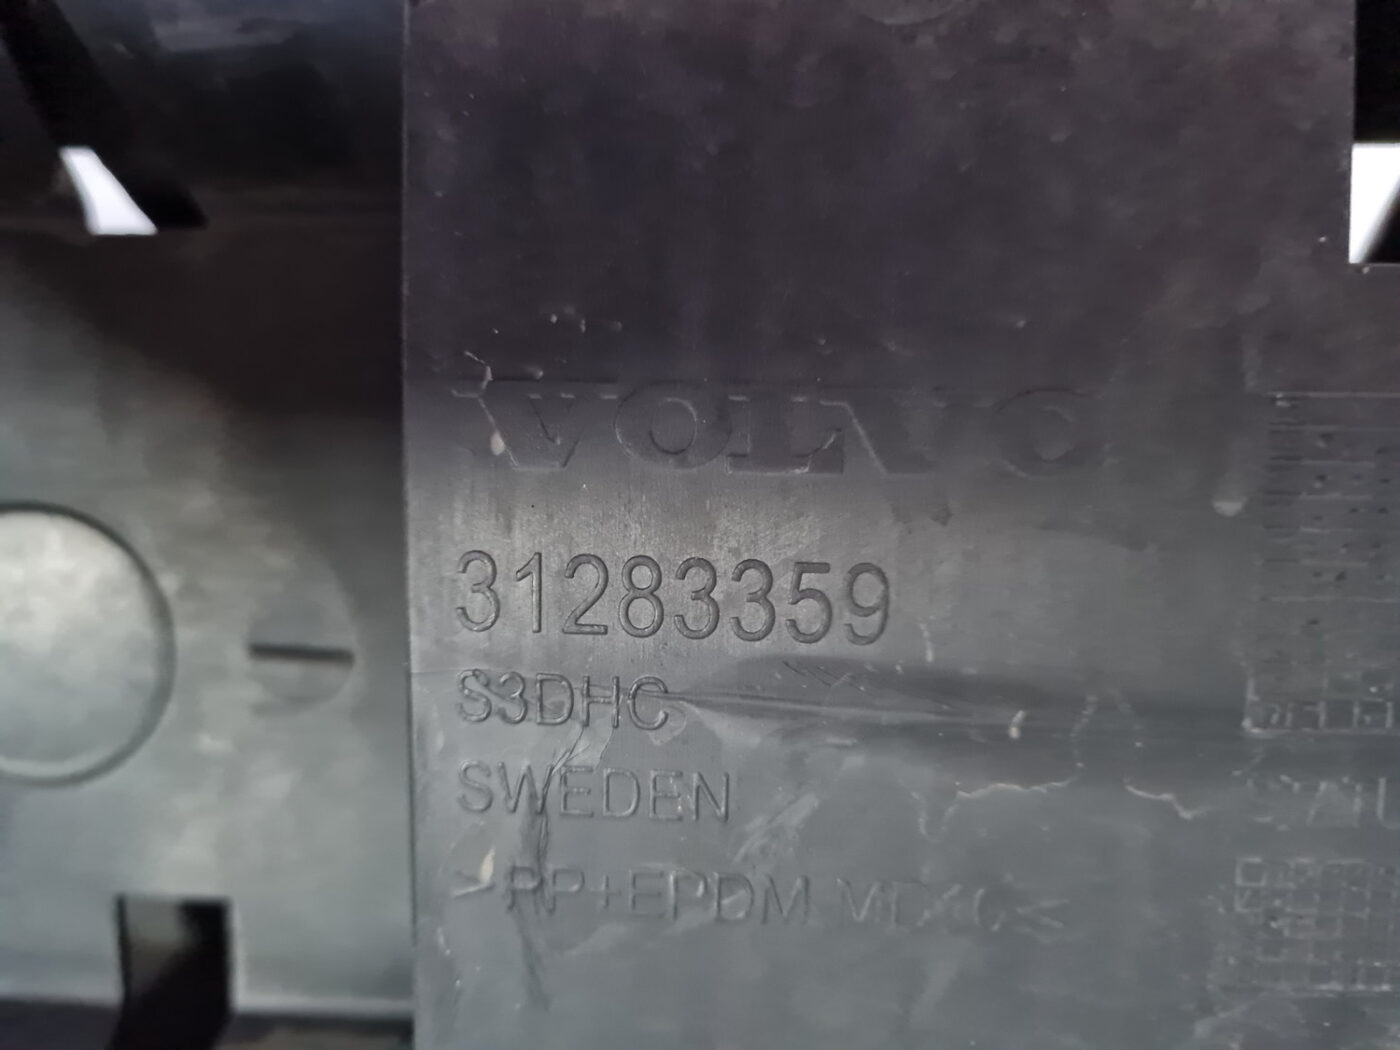 VOLVO
31283359
S3DHC
SWEDEN
>PP+EPDM